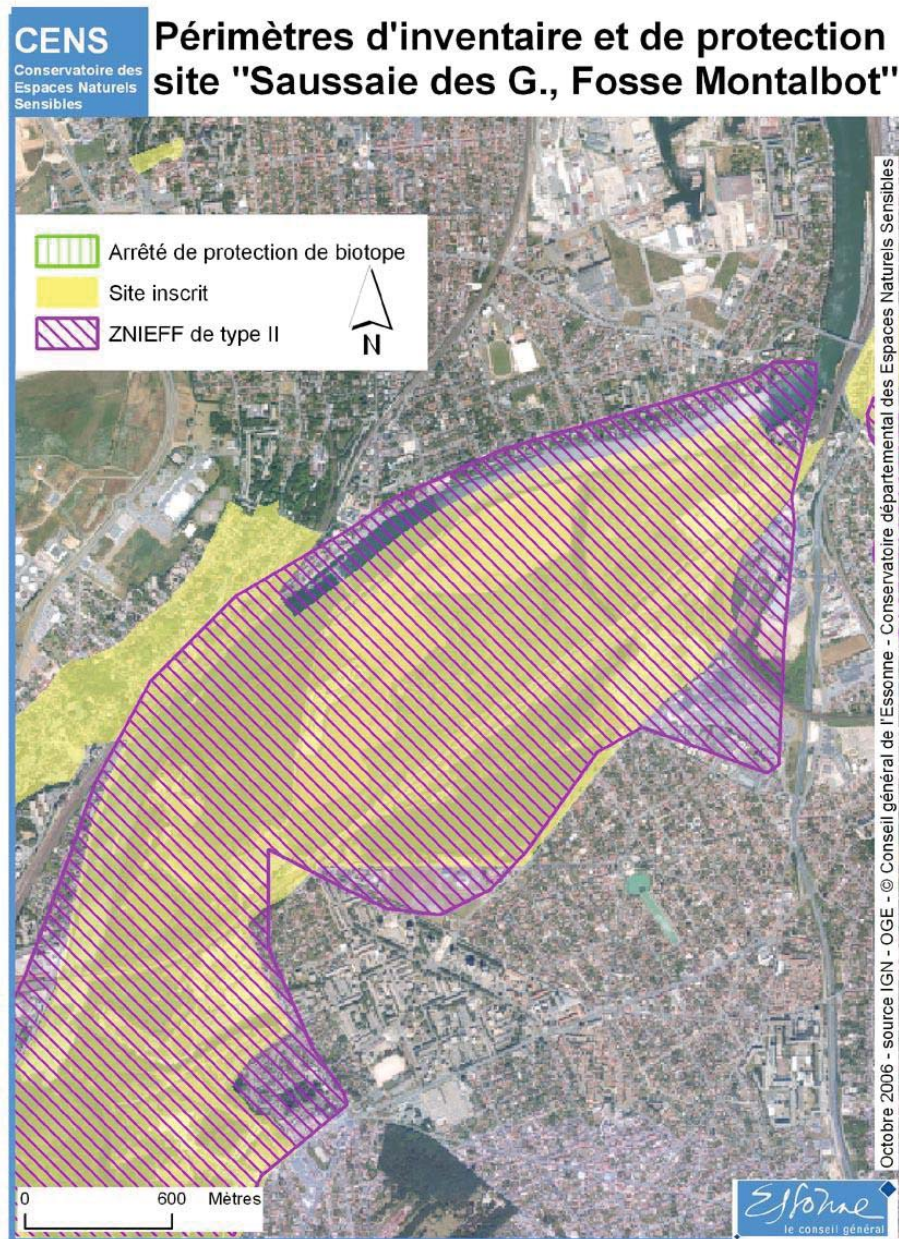 CENS
Conservatoire des
Espaces Naturels
Sensibles
Périmètres d'inventaire et de protection
site "Saussaie des G., Fosse Montalbot"
Arrêté de protection de biotope
Site inscrit
ZNIEFF de type II
N
Octobre 2006 - source IGN - OGE - © Conseil général de l'Essonne - Conservatoire départemental des Espaces Naturels Sensibles
0 600 Mètres
Essonne
le conseil général